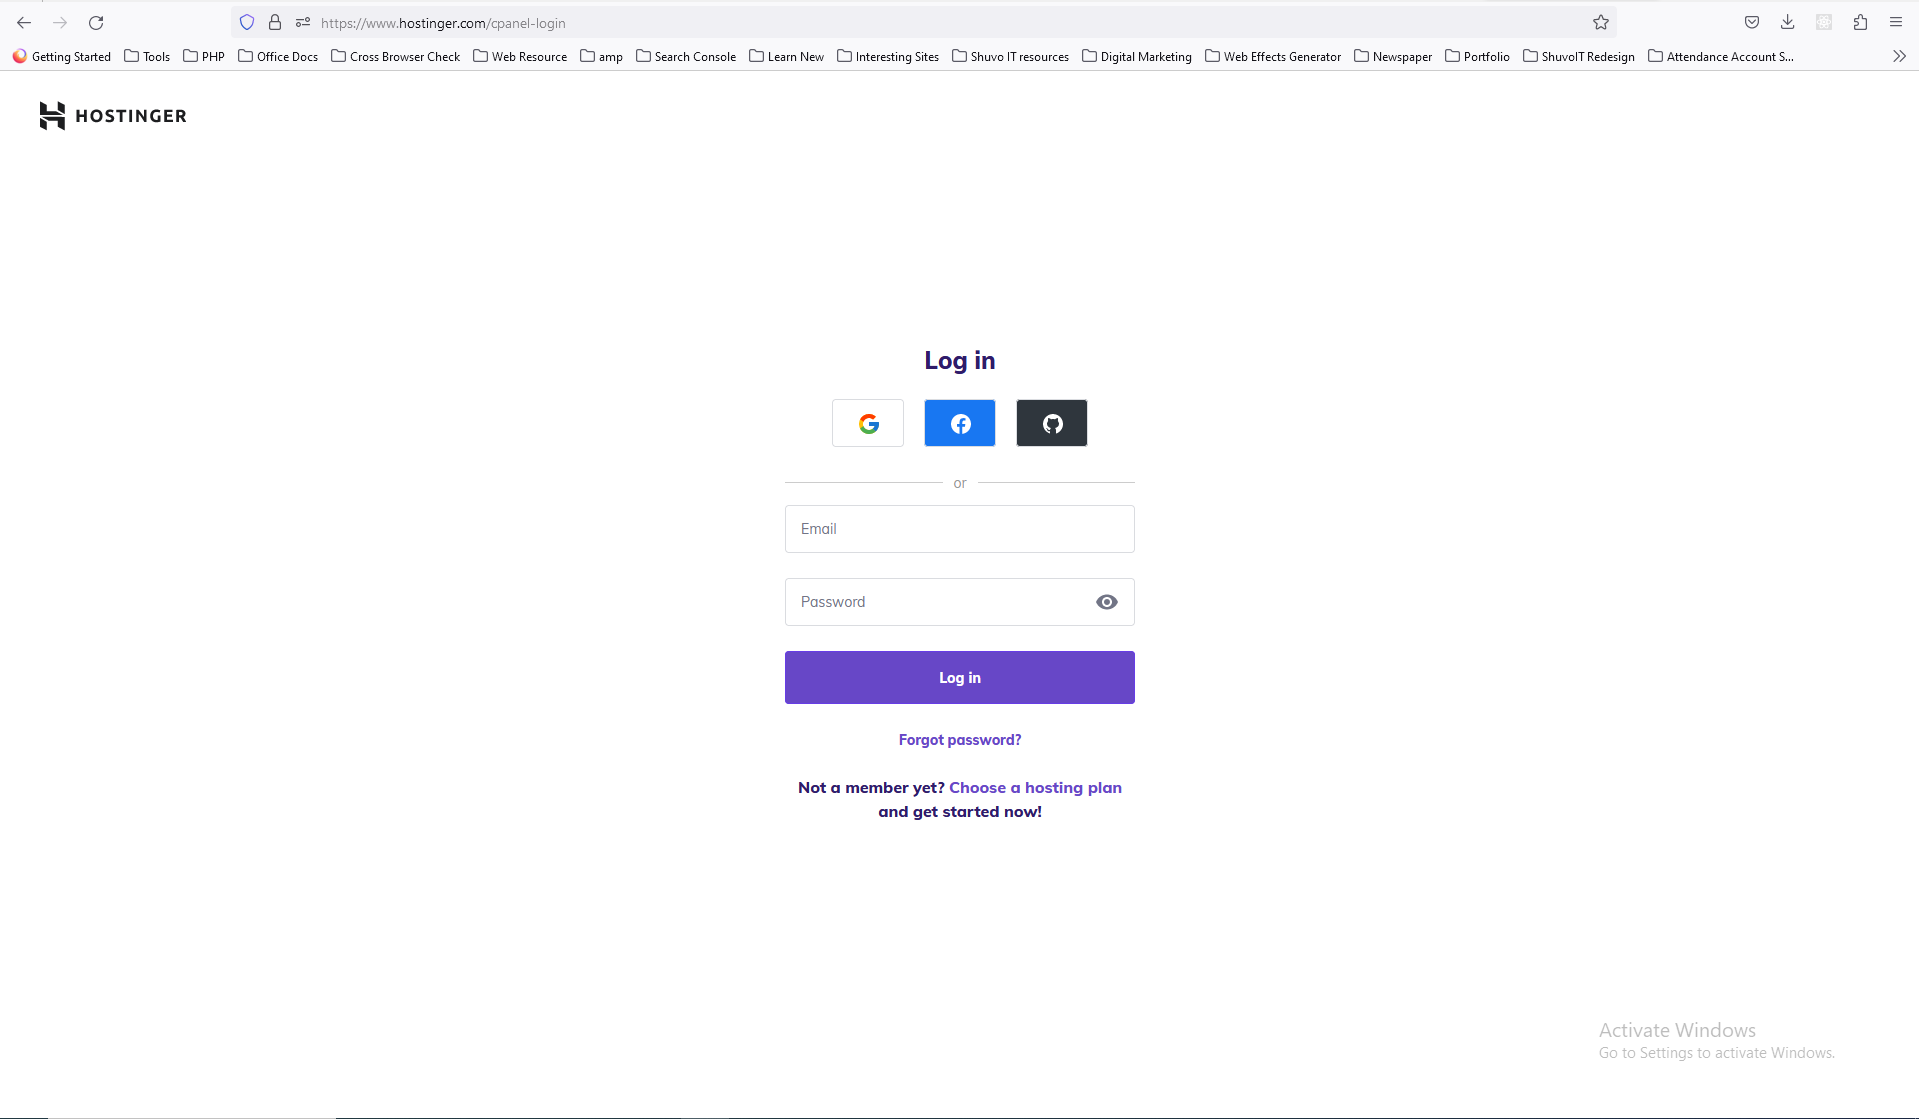 https://www.hostinger.com/cpanel-login
Getting Started Tools PHP Office Docs Cross Browser Check Web Resource amp Search Console Learn New Interesting Sites Shuvo IT resources Digital Marketing Web Effects Generator Newspaper Portfolio ShuvoIT Redesign Attendance Account S...
HOSTINGER
Log in
or
Email
Password
Log in
Forgot password?
Not a member yet? Choose a hosting plan
and get started now!
Activate Windows
Go to Settings to activate Windows.